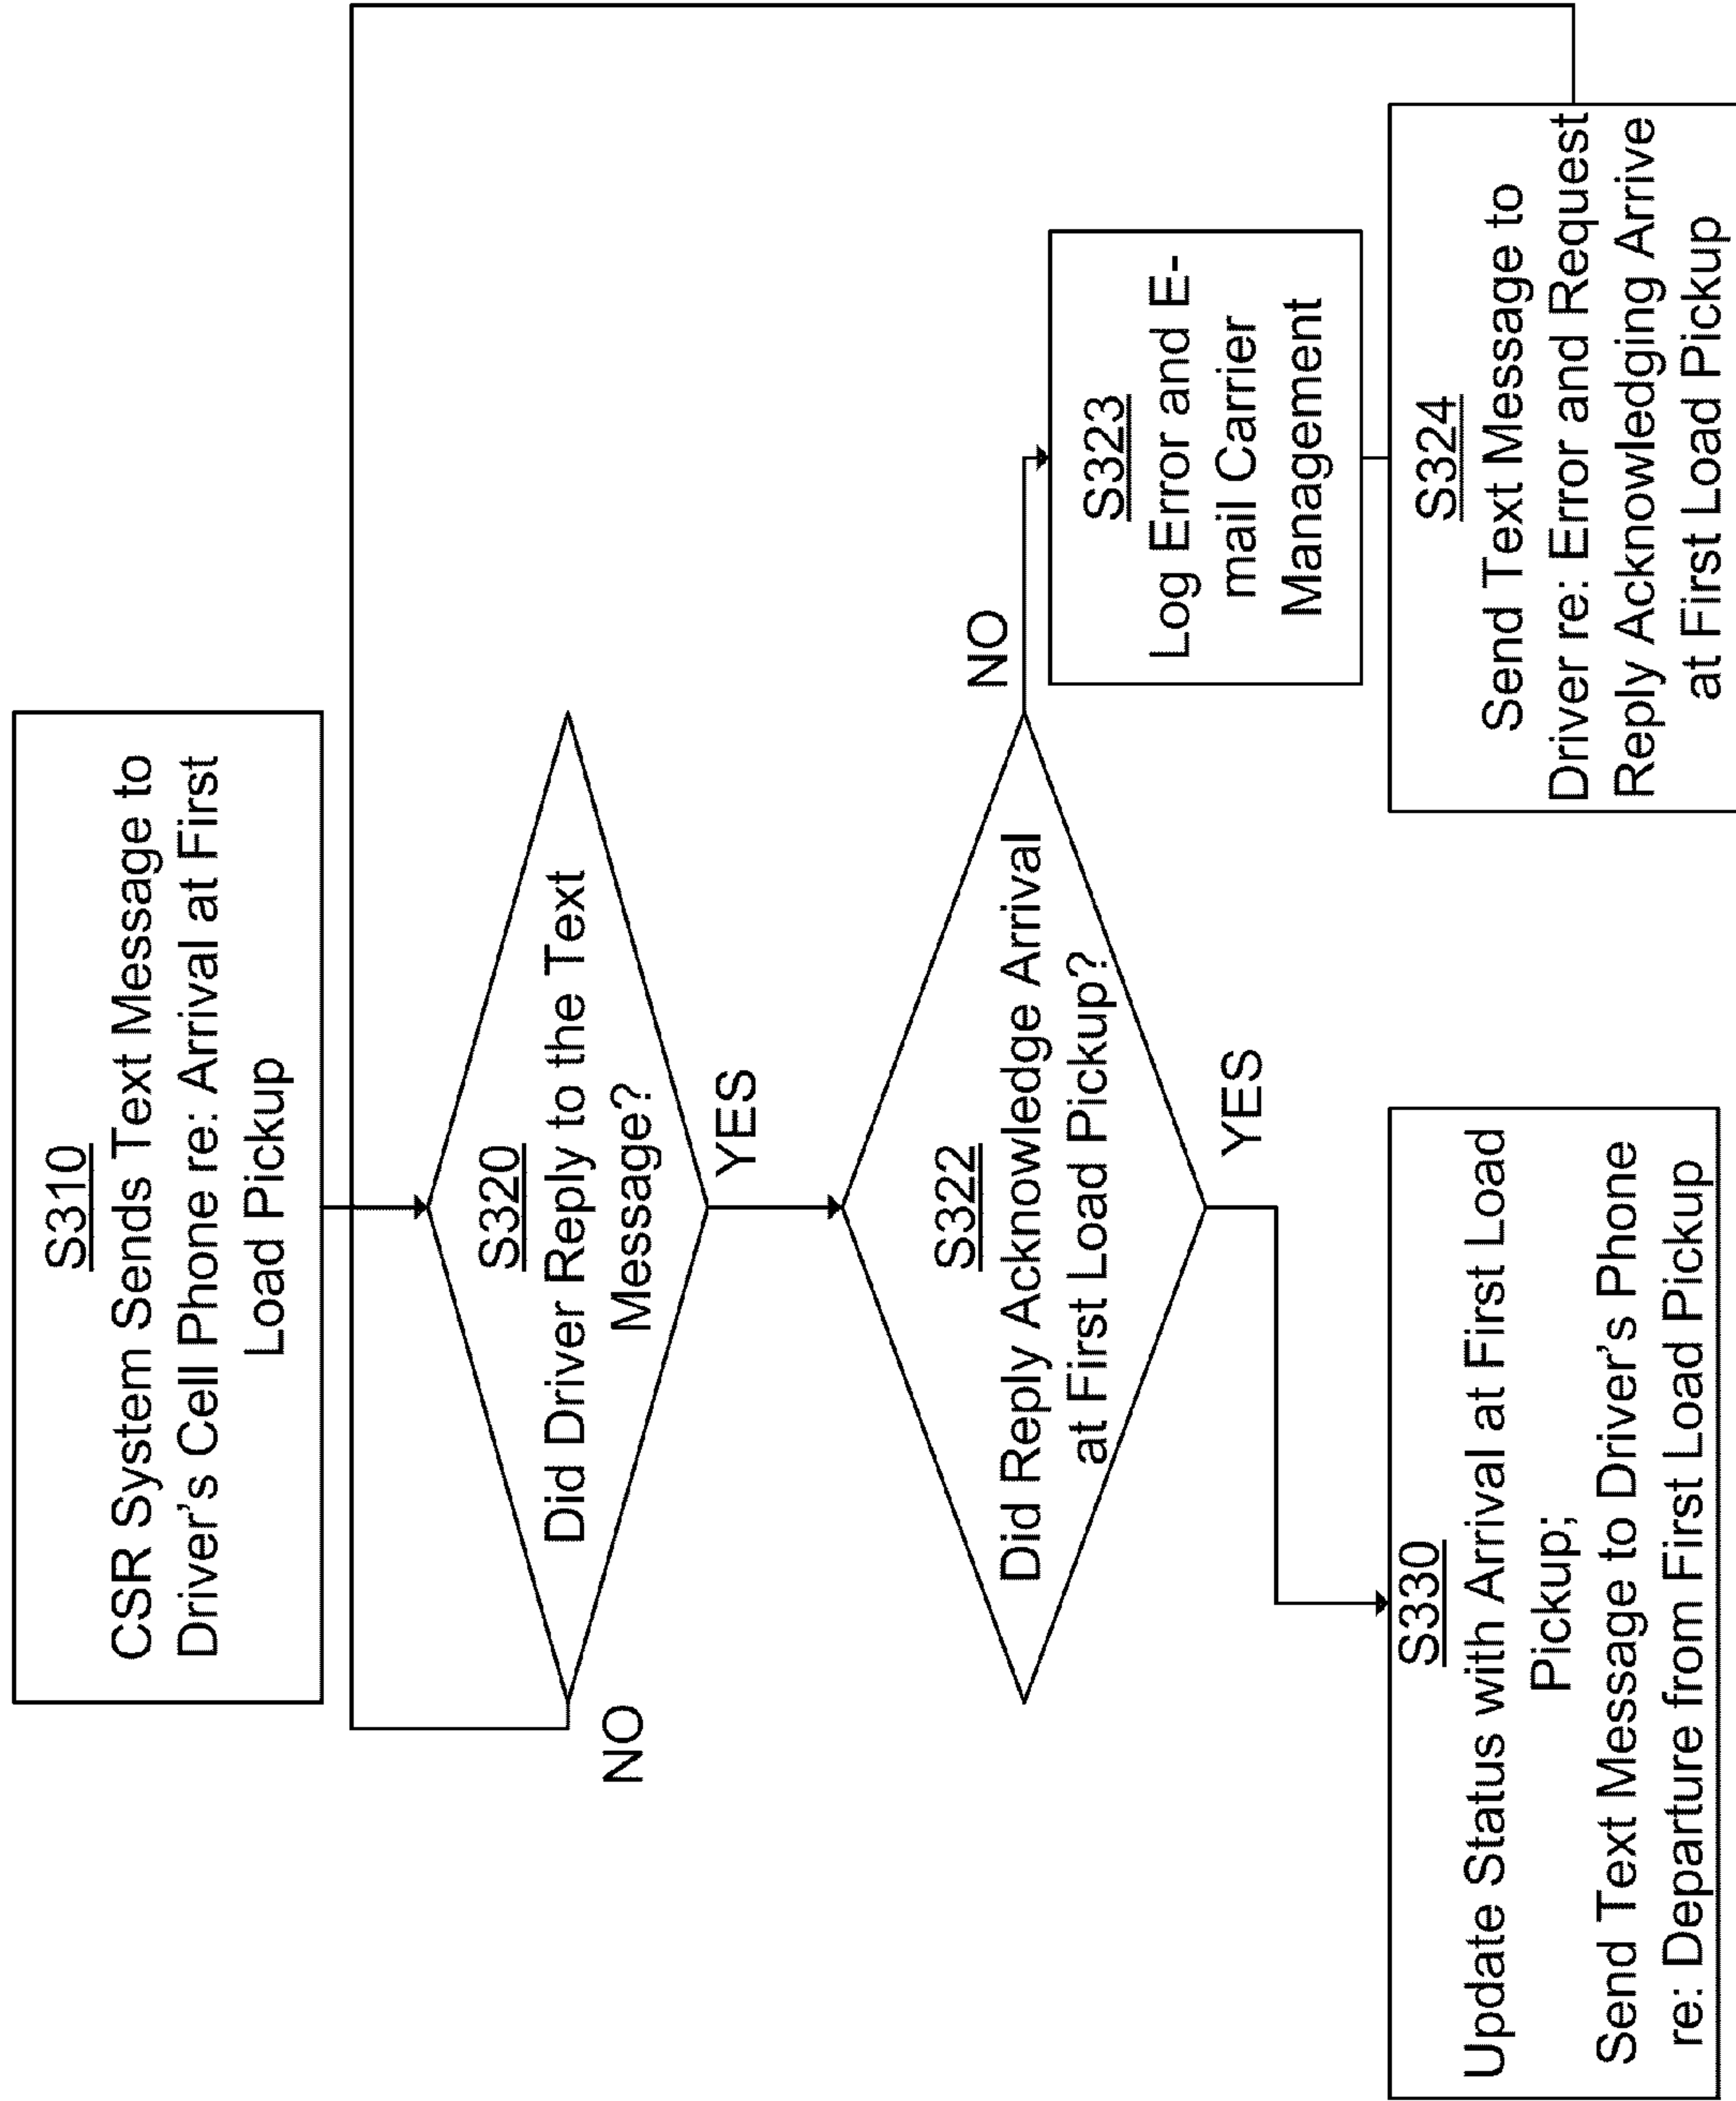 S310
CSR System Sends Text Message to
Driver's Cell Phone re: Arrival at First
Load Pickup
S320
Did Driver Reply to the Text
Message?
NO
YES
S322
Did Reply Acknowledge Arrival
at First Load Pickup?
NO
YES
S323
Log Error and E-
mail Carrier
Management
S324
Send Text Message to
Driver re: Error and Request
Reply Acknowledging Arrive
at First Load Pickup
S330
Update Status with Arrival at First Load
Pickup;
Send Text Message to Driver's Phone
re: Departure from First Load Pickup